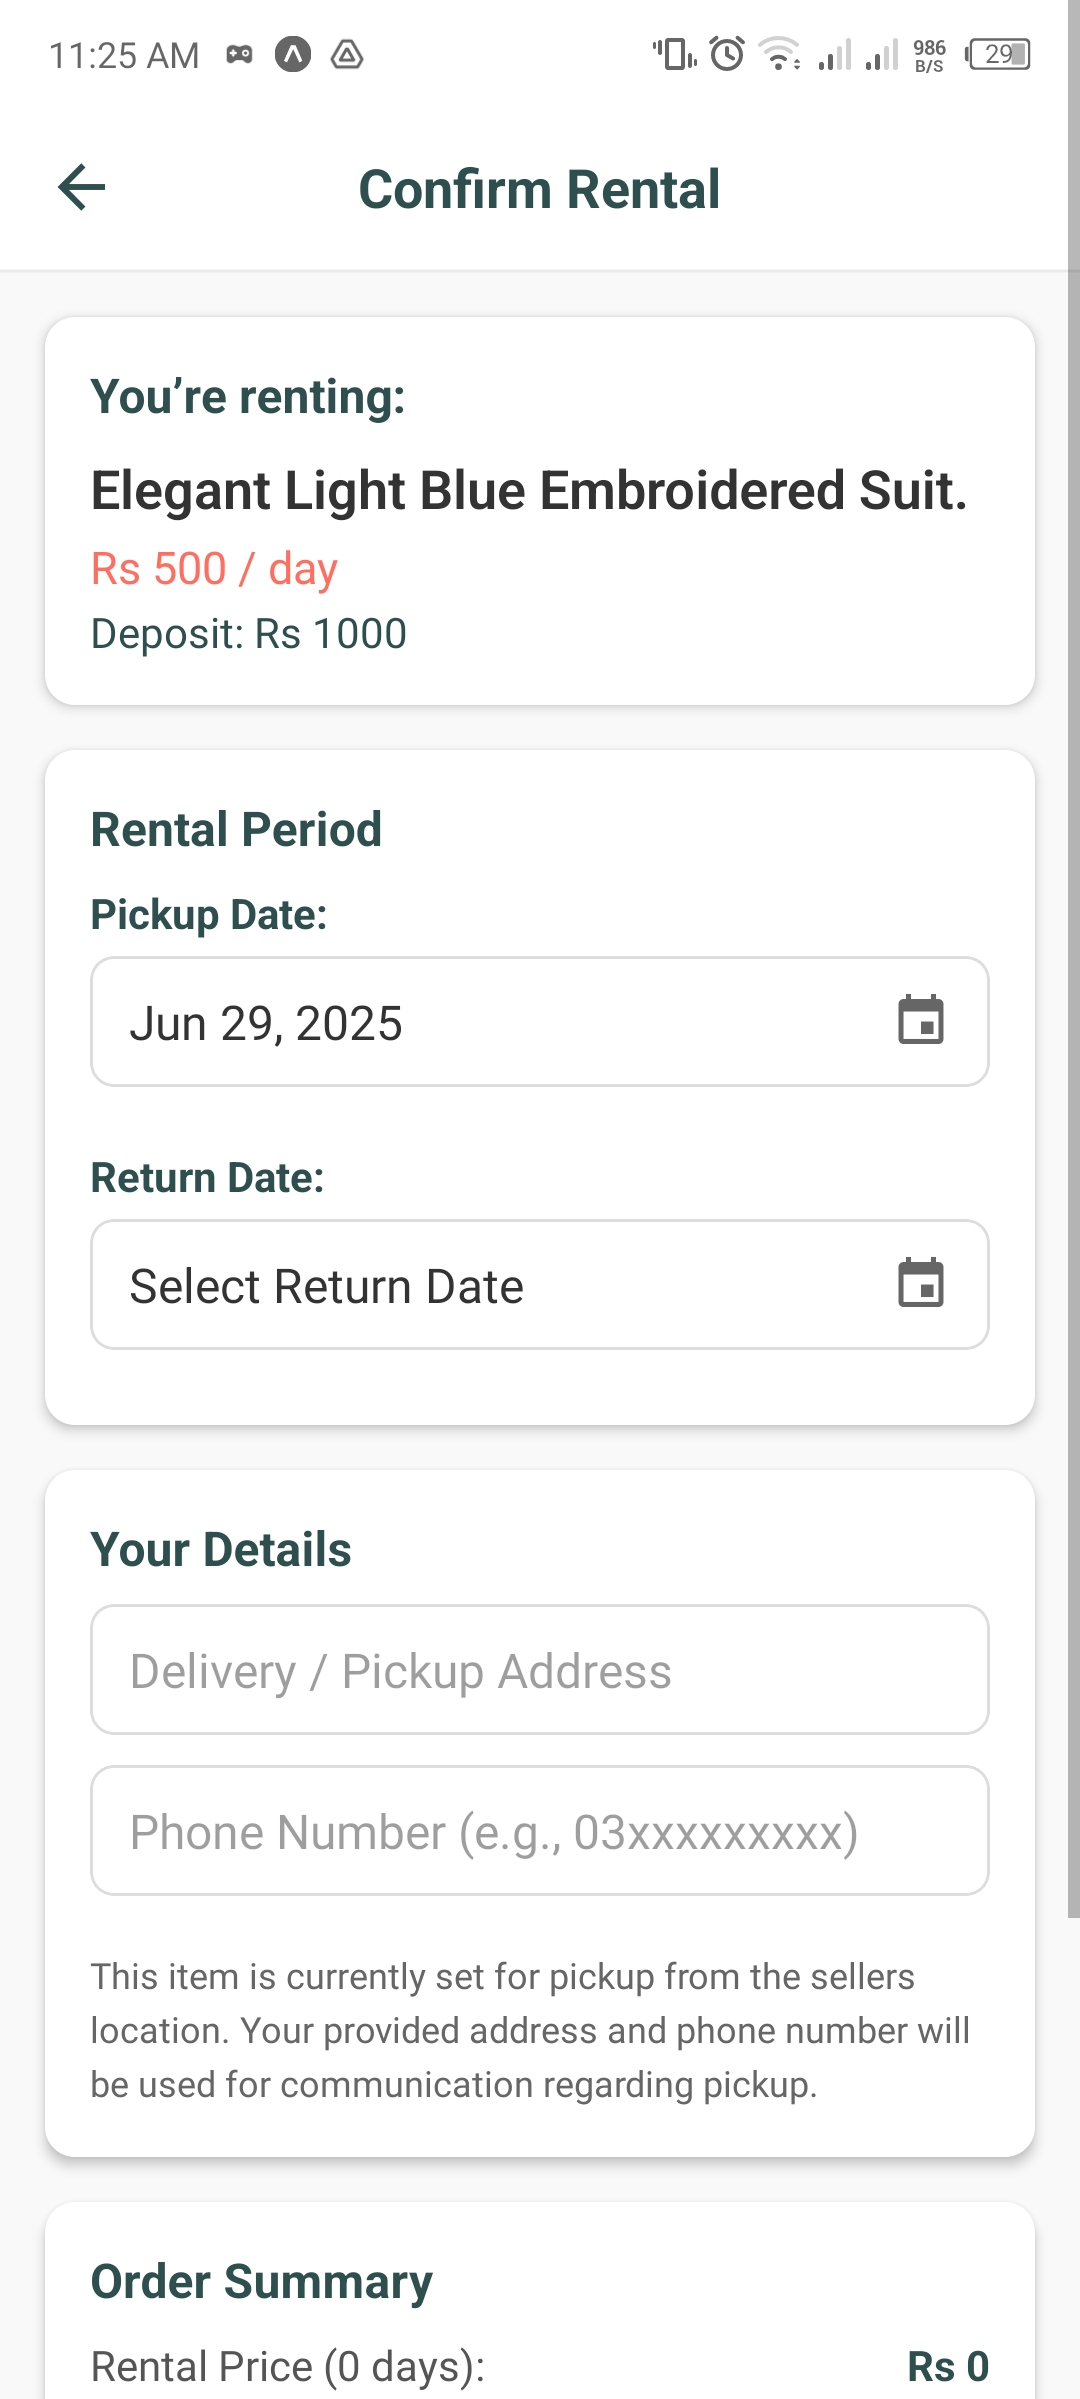 11:25 AM
986
B/S
29
Confirm Rental
You’re renting:
Elegant Light Blue Embroidered Suit.
Rs 500 / day
Deposit: Rs 1000
Rental Period
Pickup Date:
Jun 29, 2025
Return Date:
Select Return Date
Your Details
Delivery / Pickup Address
Phone Number (e.g., 03xxxxxxxxx)
This item is currently set for pickup from the sellers
location. Your provided address and phone number will
be used for communication regarding pickup.
Order Summary
Rental Price (0 days): Rs 0